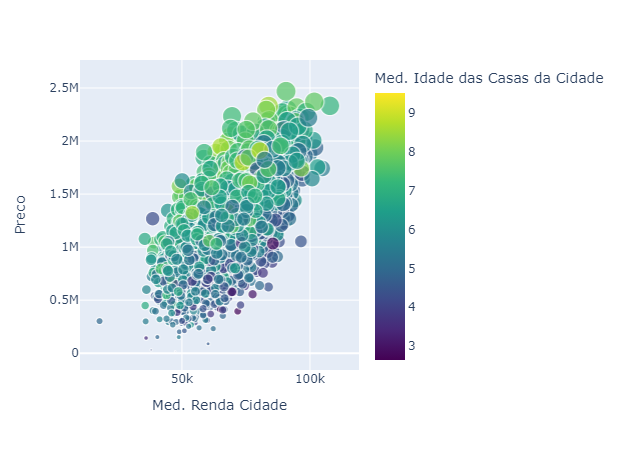 Med. Idade das Casas da Cidade
2.5M
2M
1.5M
1M
0.5M
0
Preco
50k
100k
Med. Renda Cidade
9
8
7
6
5
4
3